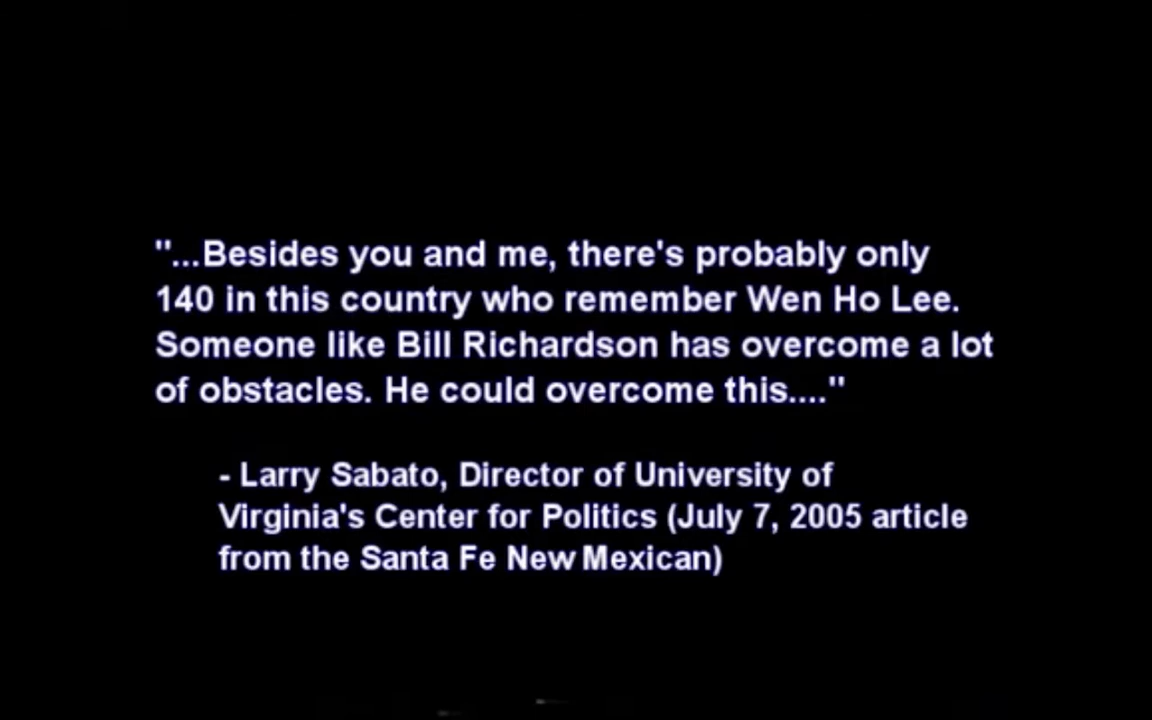 "...Besides you and me, there's probably only
140 in this country who remember Wen Ho Lee.
Someone like Bill Richardson has overcome a lot
of obstacles. He could overcome this...."
- Larry Sabato, Director of University of
Virginia's Center for Politics (July 7, 2005 article
from the Santa Fe New Mexican)